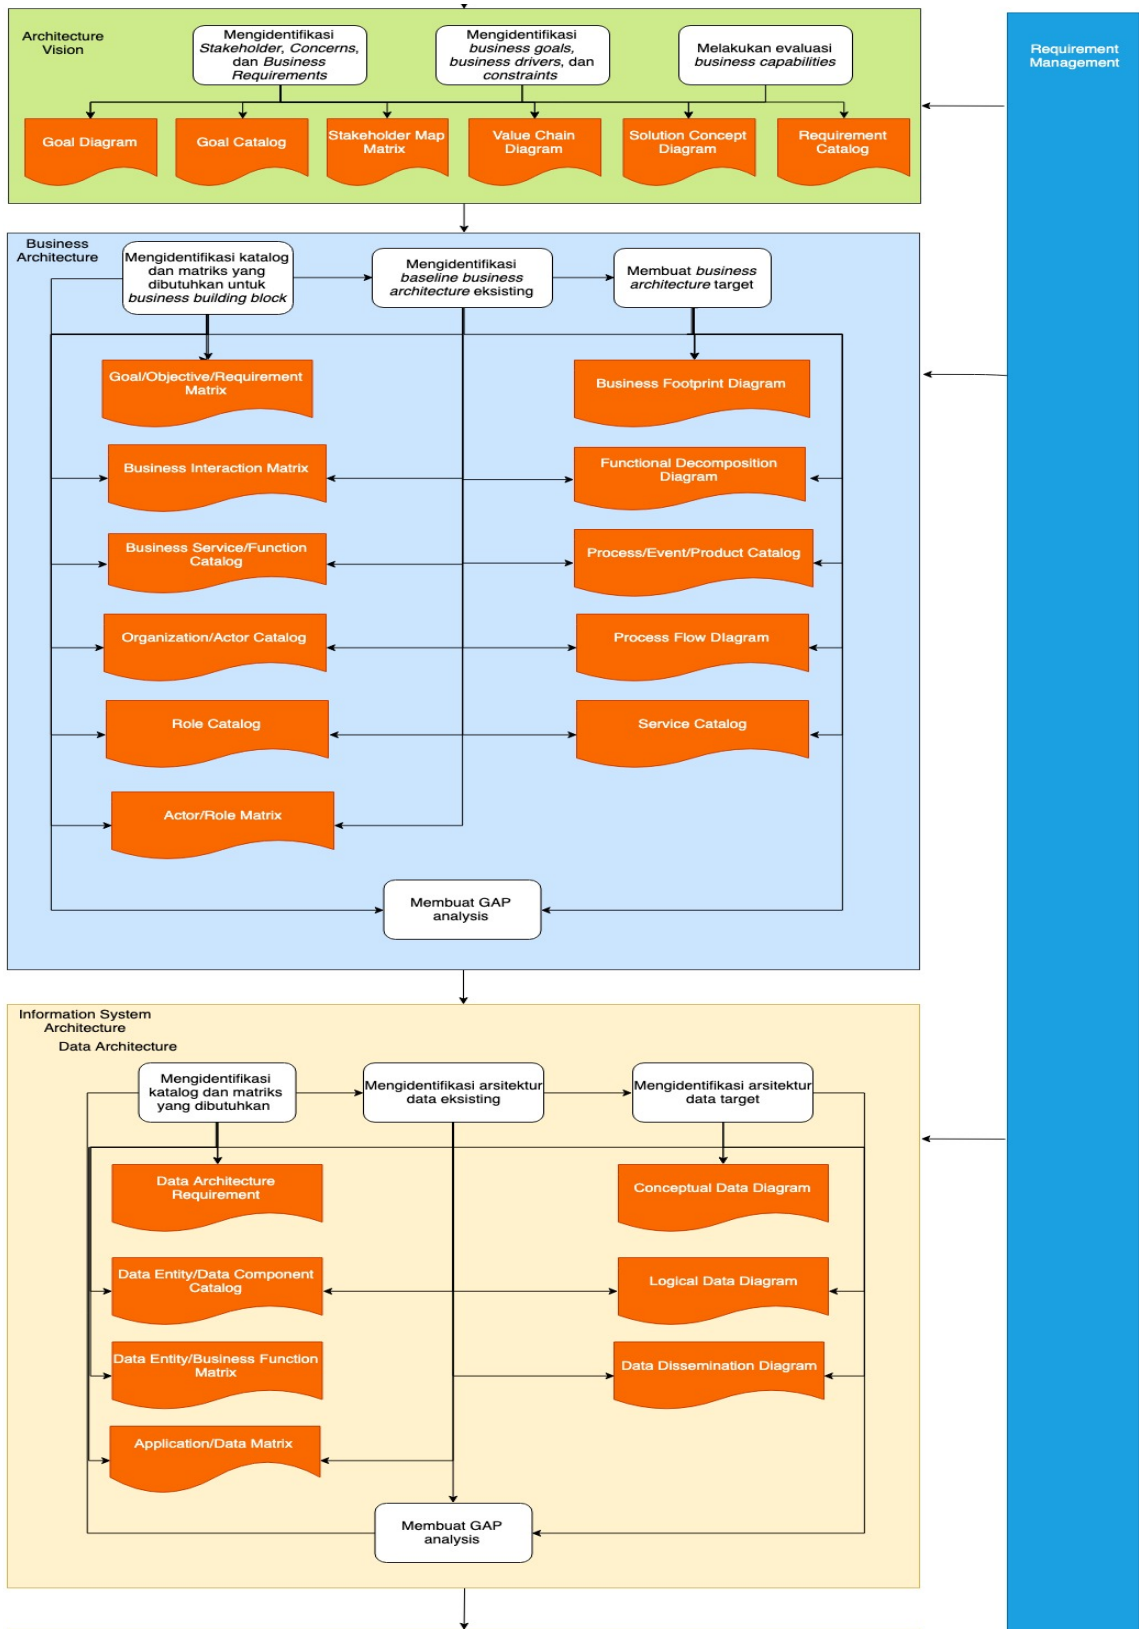 Architecture
Vision
Mengidentifikasi
Stakeholder, Concerns,
dan Business
Requirements
Mengidentifikasi
business goals,
business drivers, dan
constraints
Melakukan evaluasi
business capabilities
Requirement
Management
Goal Diagram
Goal Catalog
Stakeholder Map
Matrix
Value Chain
Diagram
Solution Concept
Diagram
Requirement
Catalog
Business
Architecture
Mengidentifikasi katalog
dan matriks yang
dibutuhkan untuk
business building block
Mengidentifikasi
baseline business
architecture eksisting
Membuat business
architecture target
Goal/Objective/Requirement
Matrix
Business Footprint Diagram
Business Interaction Matrix
Functional Decomposition
Diagram
Business Service/Function
Catalog
Process/Event/Product Catalog
Organization/Actor Catalog
Process Flow DIagram
Role Catalog
Service Catalog
Actor/Role Matrix
Membuat GAP
analysis
Information System
Architecture
Data Architecture
Mengidentifikasi
katalog dan matriks
yang dibutuhkan
Mengidentifikasi arsitektur
data eksisting
Mengidentifikasi arsitektur
data target
Data Architecture
Requirement
Conceptual Data Diagram
Data Entity/Data Component
Catalog
Logical Data Diagram
Data Entity/Business Function
Matrix
Data Dissemination Diagram
Application/Data Matrix
Membuat GAP
analysis